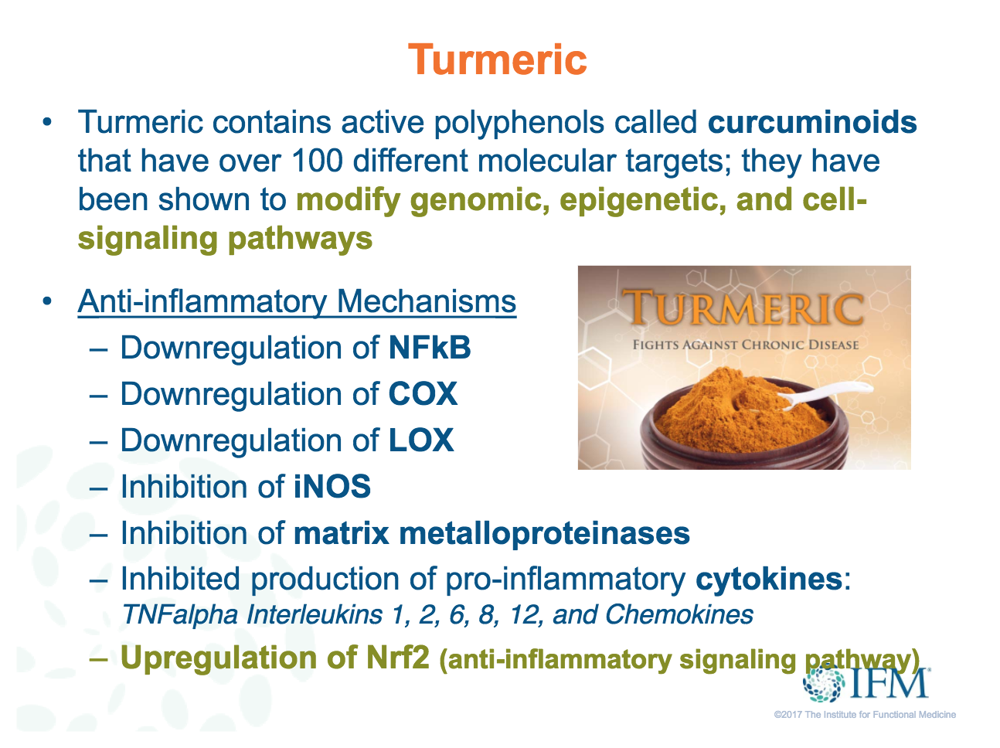 Turmeric
• Turmeric contains active polyphenols called curcuminoids
that have over 100 different molecular targets; they have
been shown to modify genomic, epigenetic, and cell-
signaling pathways
• Anti-inflammatory Mechanisms
– Downregulation of NFkB
– Downregulation of COX
– Downregulation of LOX
– Inhibition of iNOS
– Inhibition of matrix metalloproteinases
– Inhibited production of pro-inflammatory cytokines:
TNFalpha Interleukins 1, 2, 6, 8, 12, and Chemokines
– Upregulation of Nrf2 (anti-inflammatory signaling pathway)
TURMERIC
FIGHTS AGAINST CHRONIC DISEASE
IFM®
©2017 The Institute for Functional Medicine